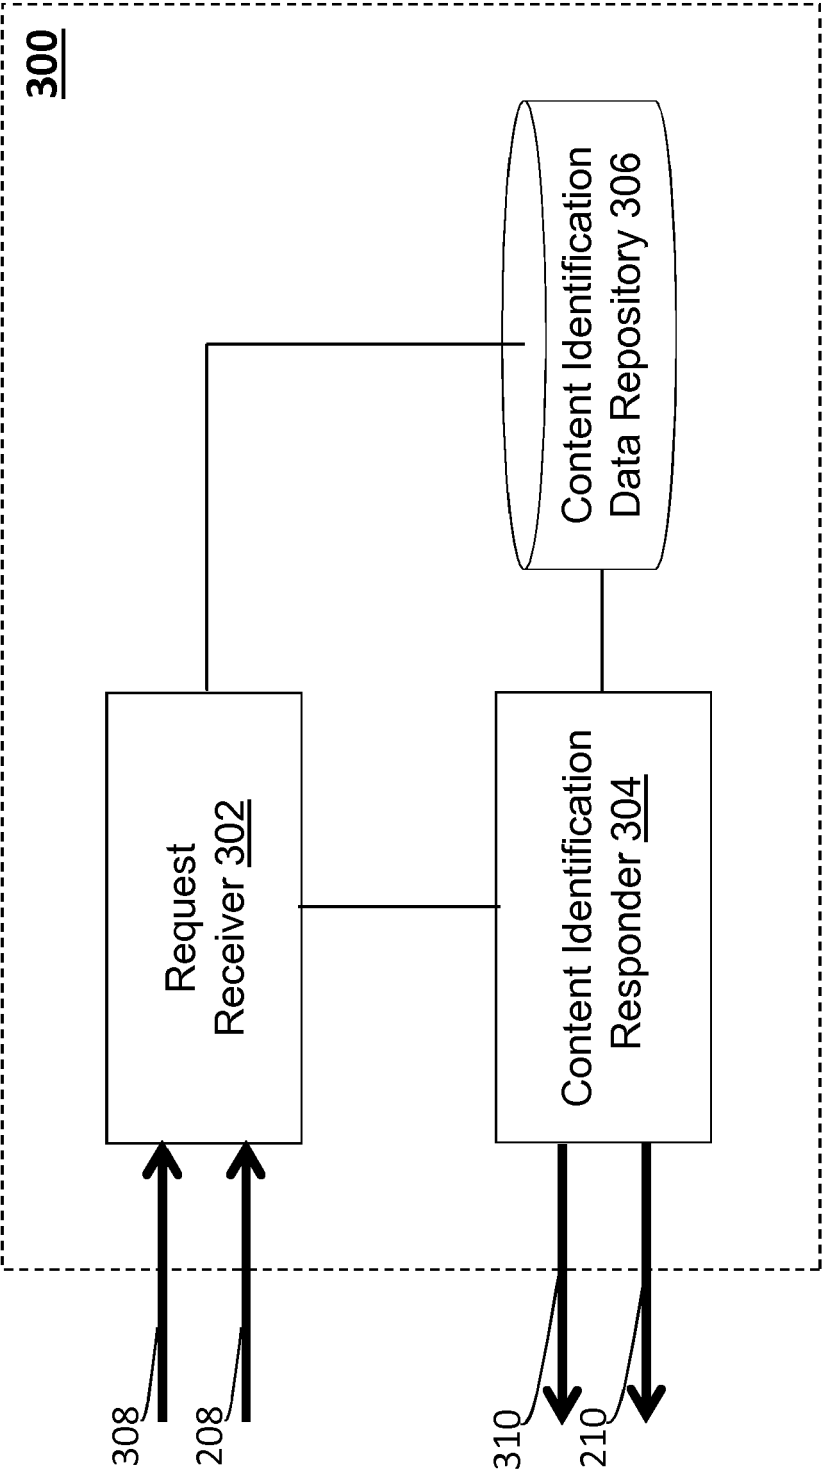 300
308
208
Request
Receiver 302
310
210
Content Identification
Responder 304
Content Identification
Data Repository 306